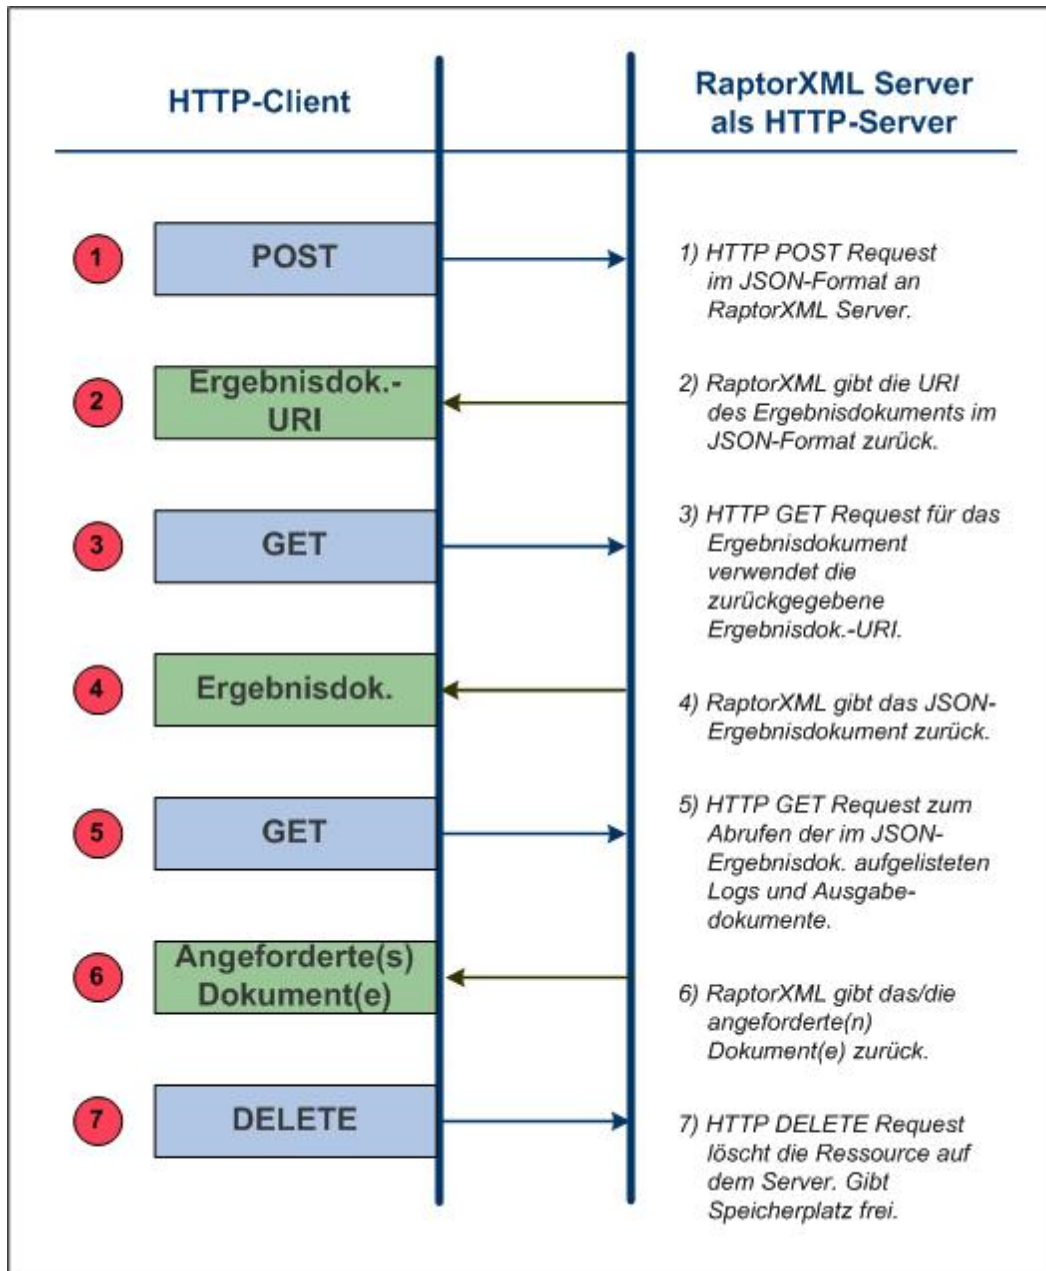 HTTP-Client
RaptorXML Server
als HTTP-Server
1
POST
1) HTTP POST Request
im JSON-Format an
RaptorXML Server.
2
Ergebnisdok.-
URI
2) RaptorXML gibt die URI
des Ergebnisdokuments im
JSON-Format zurück.
3
GET
3) HTTP GET Request für das
Ergebnisdokument
verwendet die
zurückgegebene
Ergebnisdok.-URI.
4
Ergebnisdok.
4) RaptorXML gibt das JSON-
Ergebnisdokument zurück.
5
GET
5) HTTP GET Request zum
Abrufen der im JSON-
Ergebnisdok. aufgelisteten
Logs und Ausgabe-
dokumente.
6
Angeforderte(s)
Dokument(e)
6) RaptorXML gibt das/die
angeforderte(n)
Dokument(e) zurück.
7
DELETE
7) HTTP DELETE Request
löscht die Ressource auf
dem Server. Gibt
Speicherplatz frei.